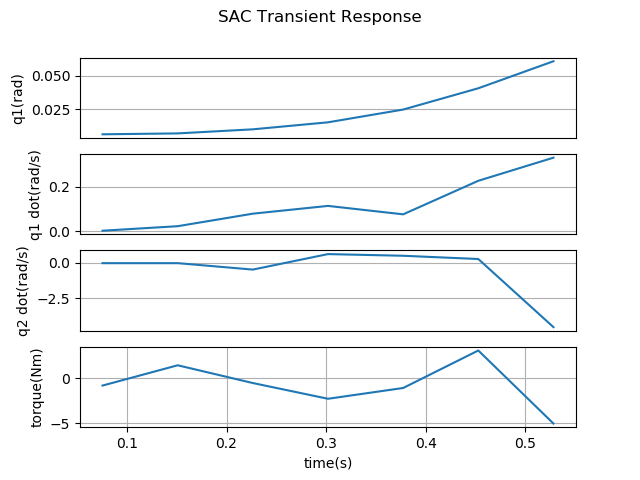 SAC Transient Response
0.050
0.025
q1(rad)
0.2
0.0
q1 dot(rad/s)
0.0
−2.5
q2 dot(rad/s)
0
−5
torque(Nm)
0.1 0.2 0.3 0.4 0.5
time(s)